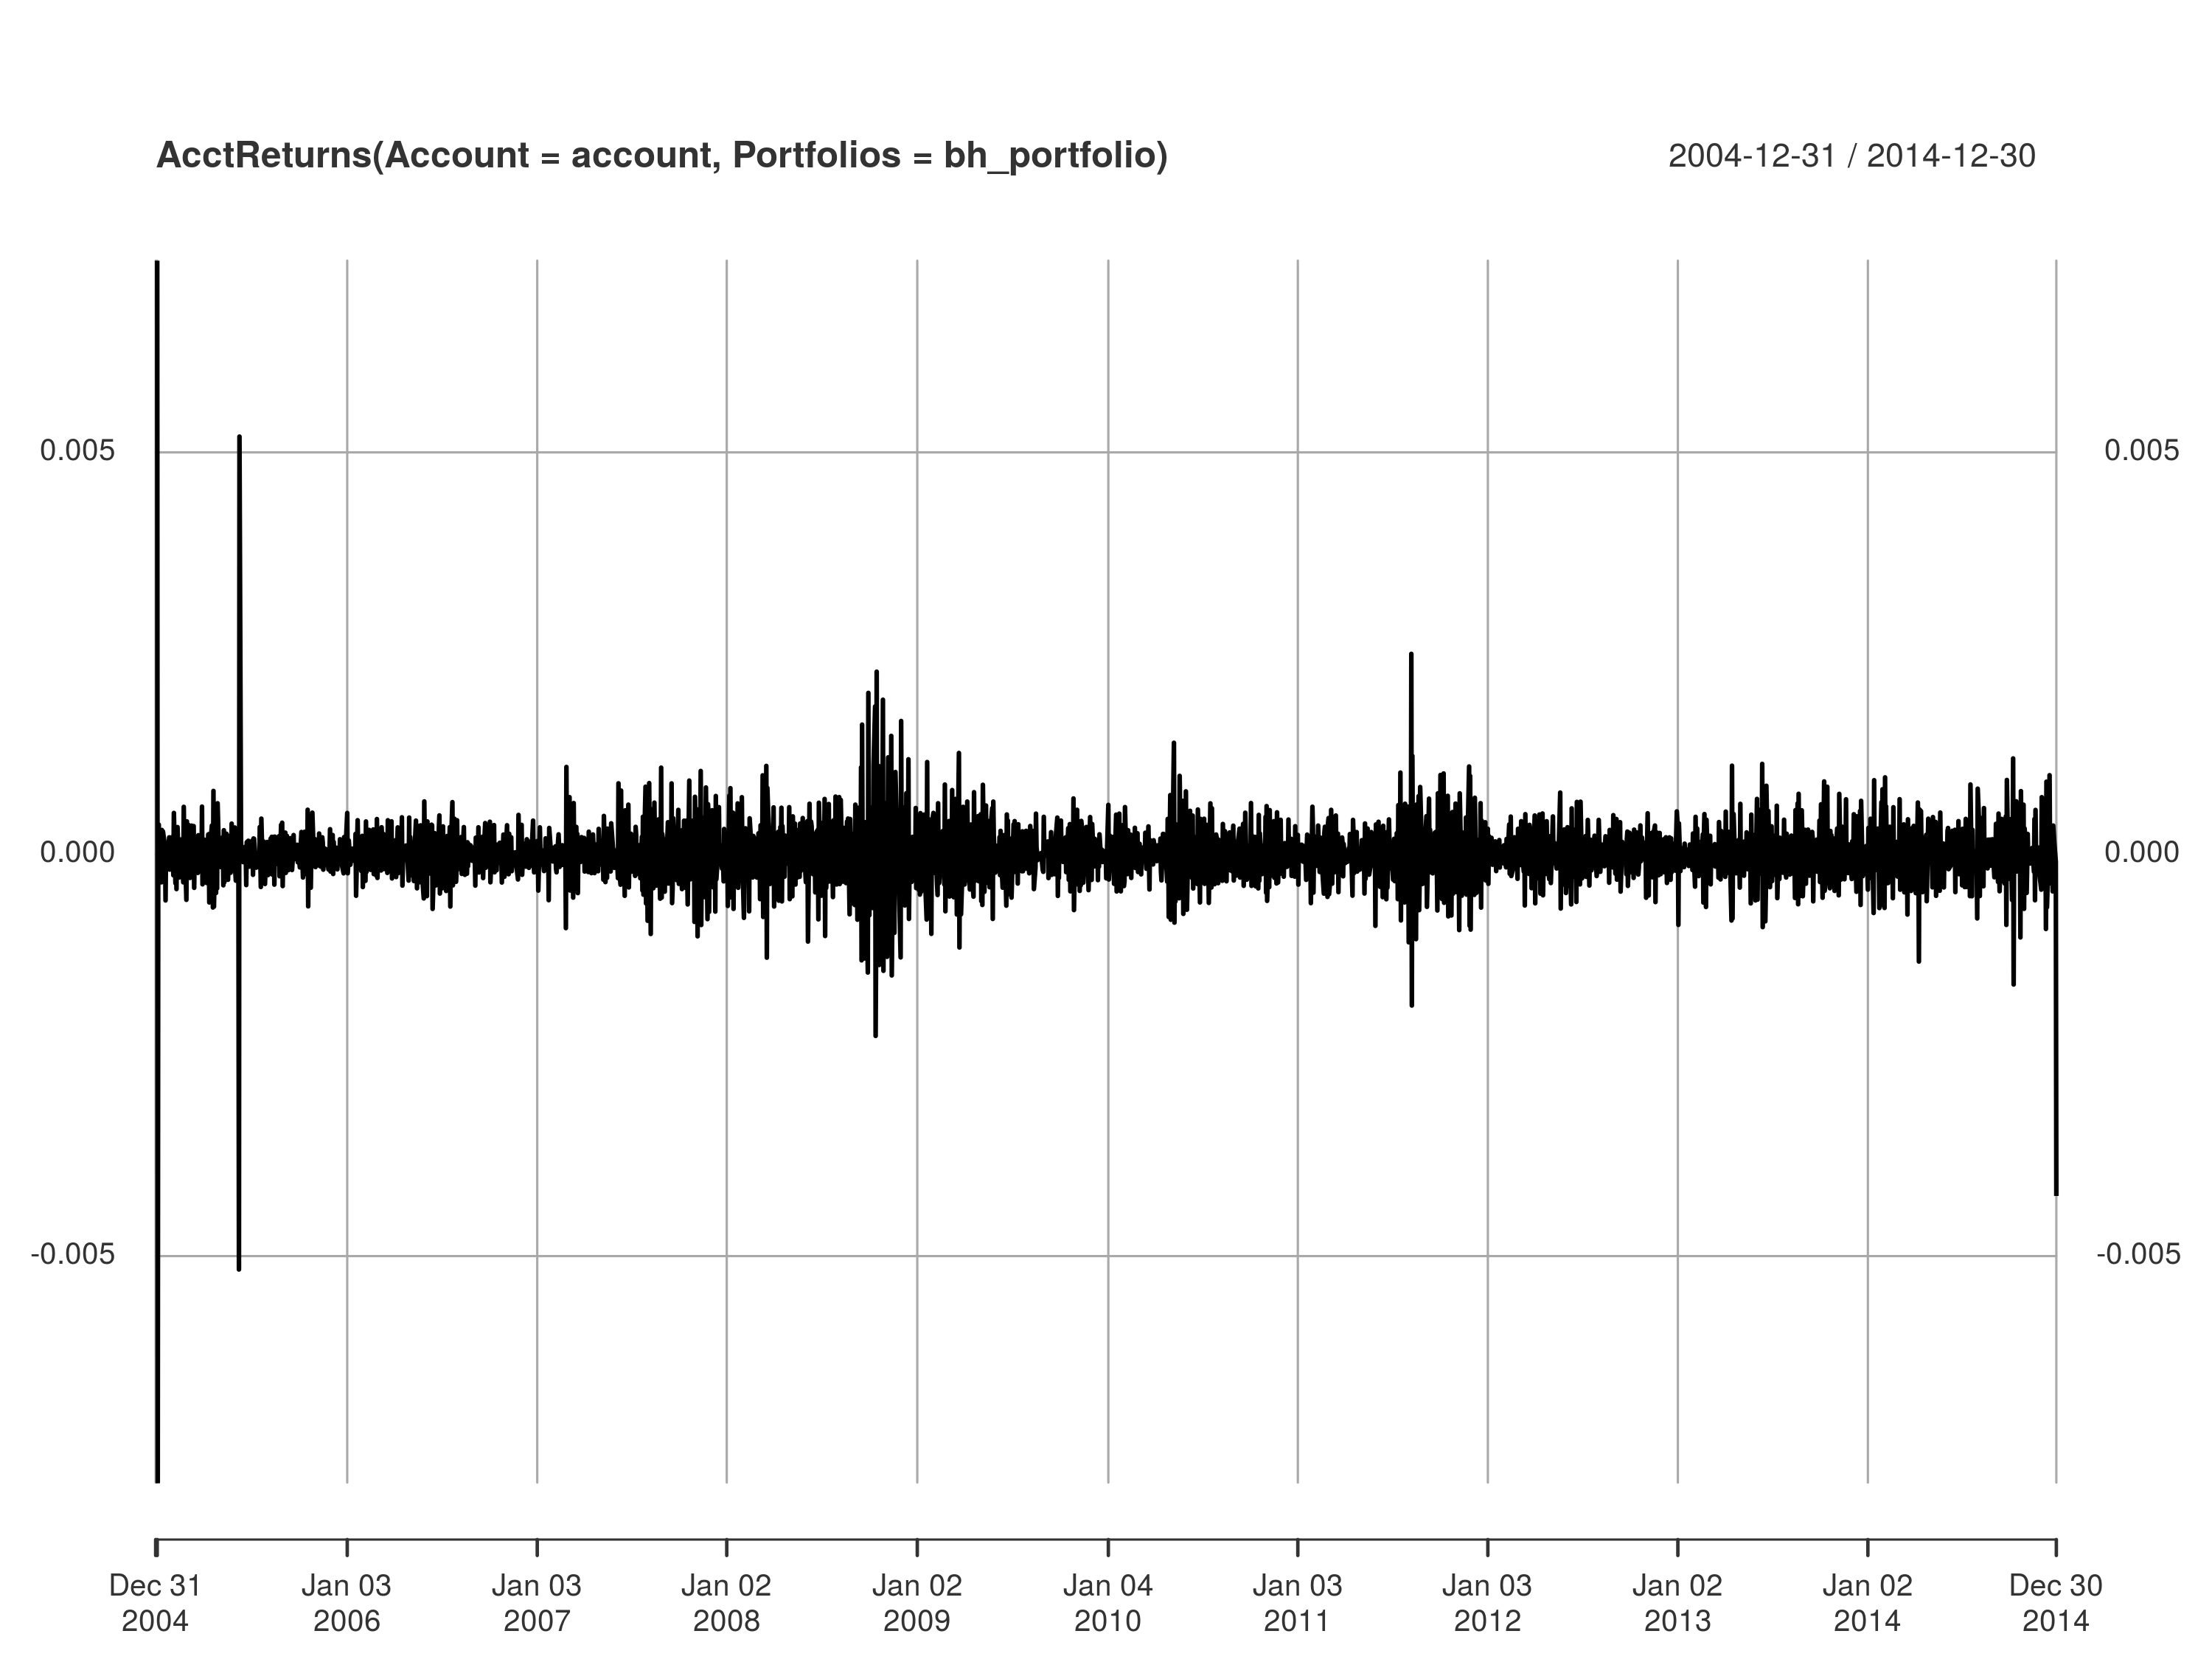 AcctReturns(Account = account, Portfolios = bh_portfolio) 2004-12-31 / 2014-12-30
0.005 0.005
0.000 0.000
-0.005 -0.005
Dec 31 Jan 03 Jan 03 Jan 02 Jan 02 Jan 04 Jan 03 Jan 03 Jan 02 Jan 02 Dec 30
2004 2006 2007 2008 2009 2010 2011 2012 2013 2014 2014